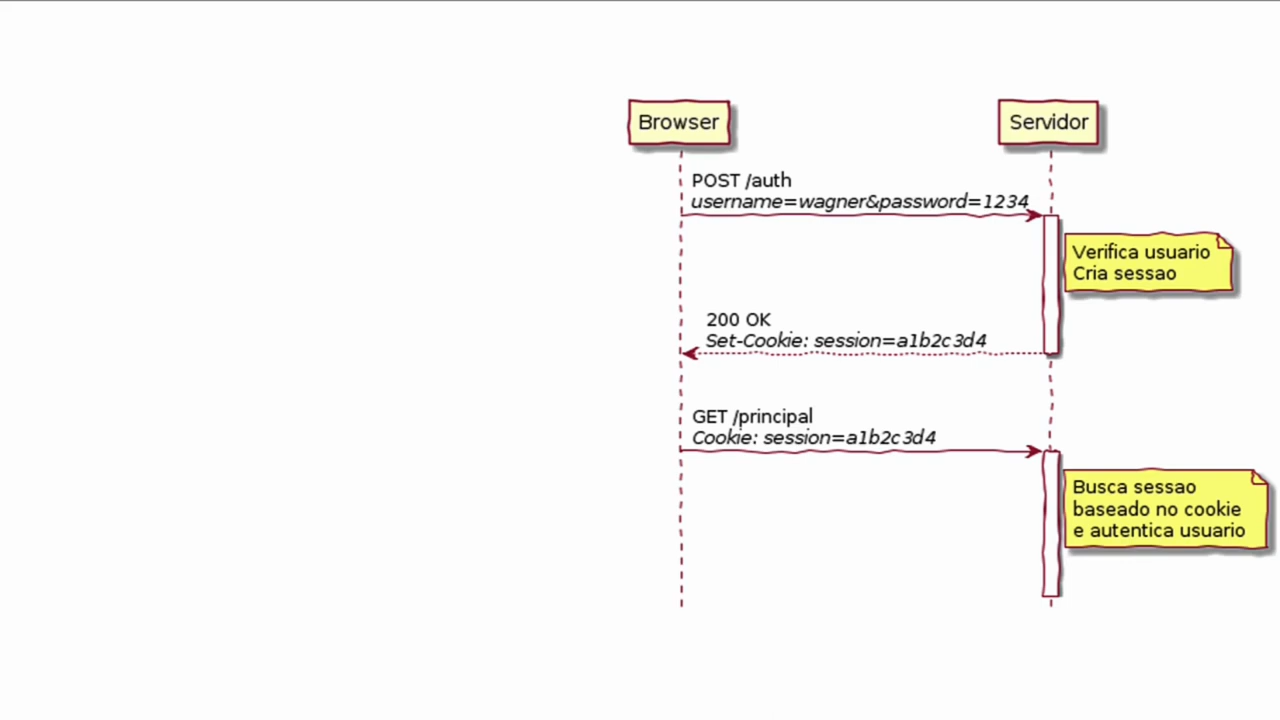 Browser
Servidor
POST /auth
username=wagner&password=1234
Verifica usuario
Cria sessao
200 OK
Set-Cookie: session=a1b2c3d4
GET /principal
Cookie: session=a1b2c3d4
Busca sessao
baseado no cookie
e autentica usuario